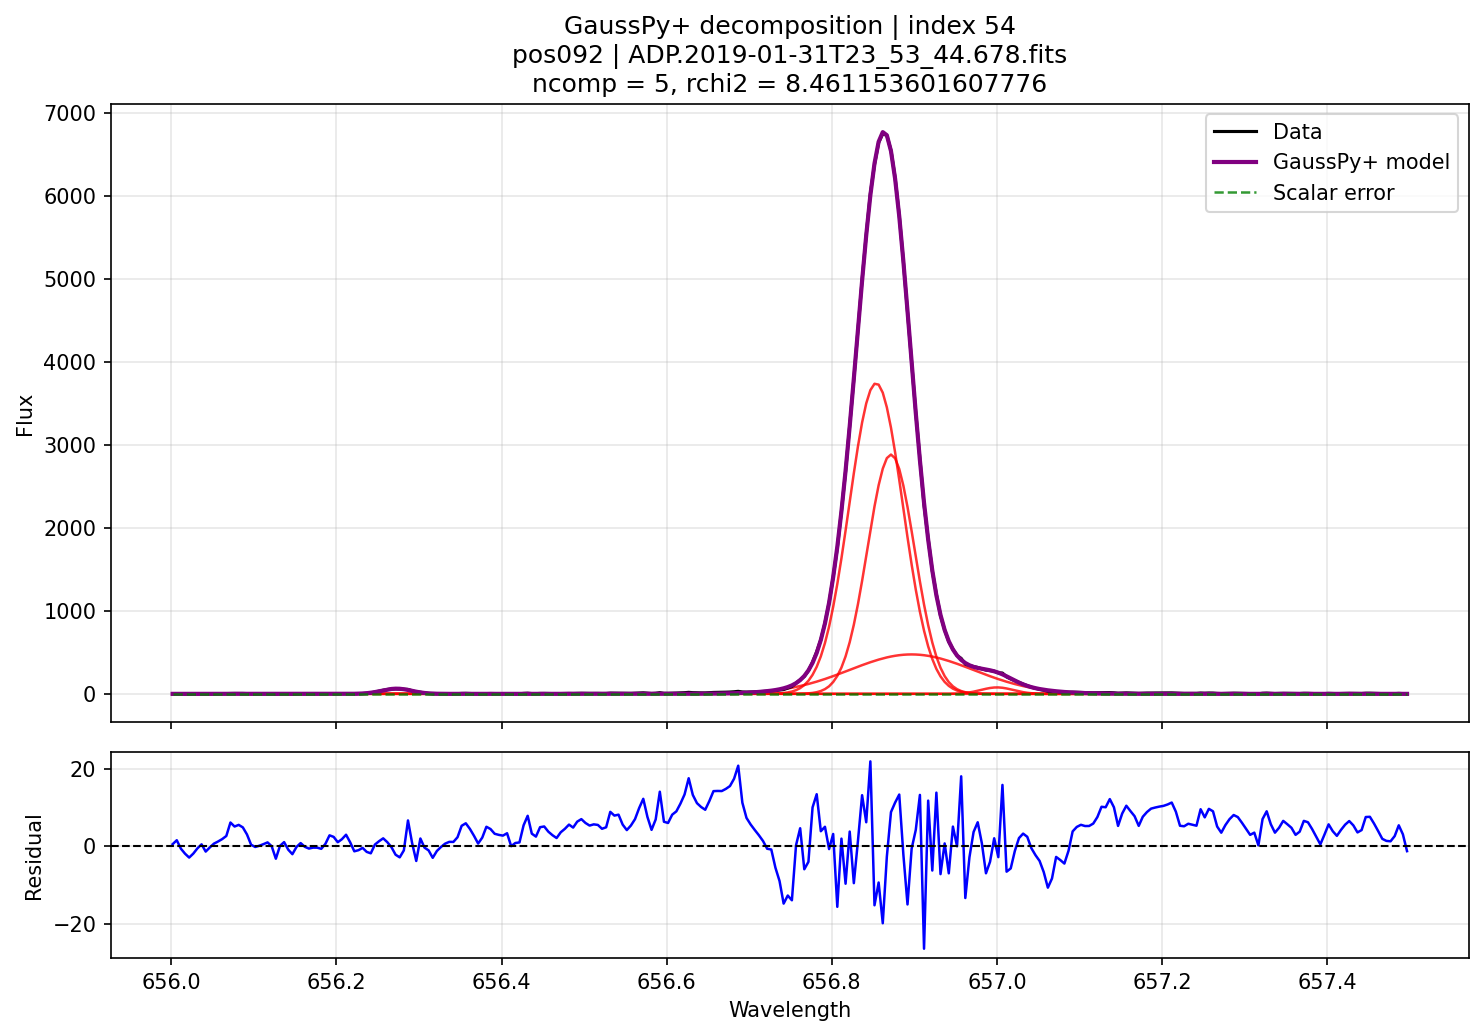 GaussPy+ decomposition | index 54
pos092 | ADP.2019-01-31T23_53_44.678.fits
ncomp = 5, rchi2 = 8.461153601607776
7000
6000
5000
4000
3000
2000
1000
0
Flux
Data
GaussPy+ model
Scalar error
20
0
−20
Residual
656.0
656.2
656.4
656.6
656.8
657.0
657.2
657.4
Wavelength